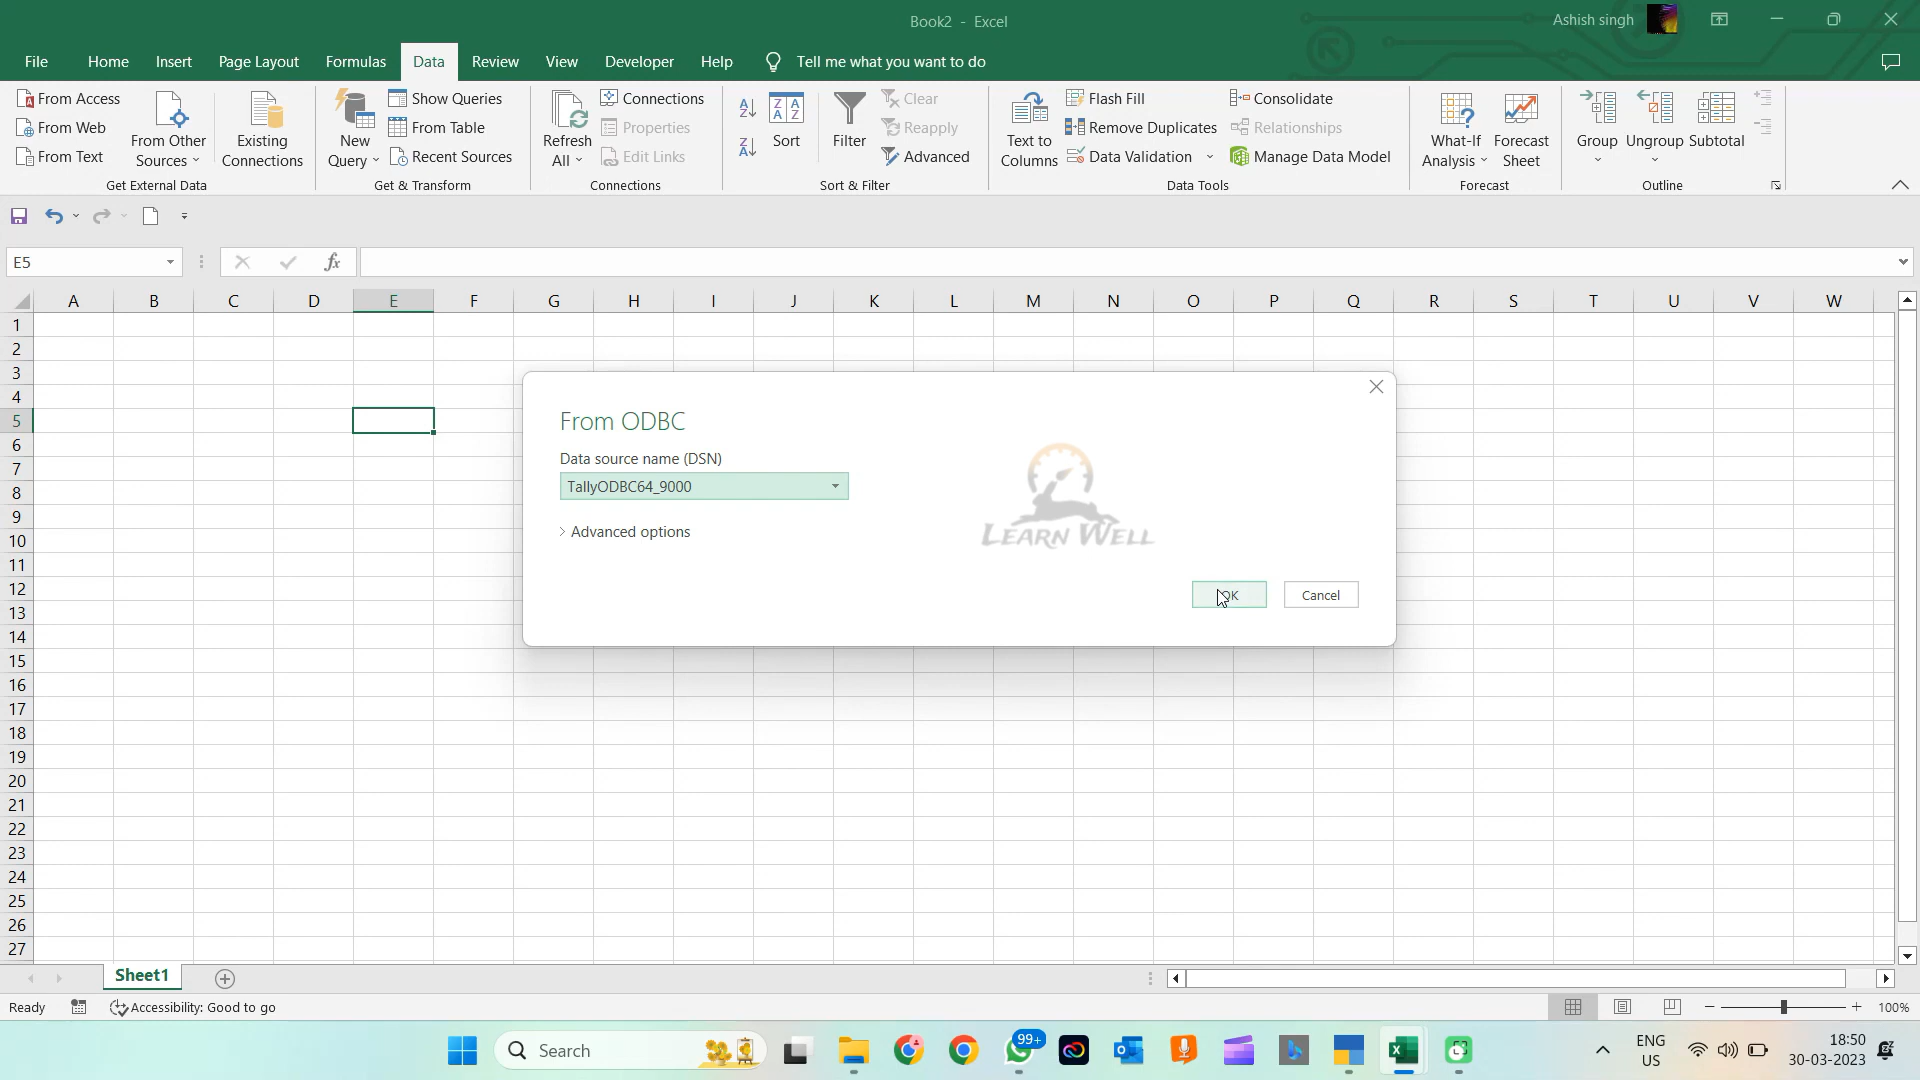 Book2 - Excel
Ashish singh
File Home Insert Page Layout Formulas Data Review View Developer Help Tell me what you want to do
From Access
From Web
From Text
From Other
Sources
Existing
Connections
Get External Data
New
Query
Show Queries
From Table
Recent Sources
Get & Transform
Refresh
All
Connections
Properties
Edit Links
Connections
Sort
Filter
Clear
Reapply
Advanced
Sort & Filter
Text to
Columns
Flash Fill
Remove Duplicates
Data Validation
Consolidate
Relationships
Manage Data Model
Data Tools
What-If
Analysis
Forecast
Sheet
Forecast
Group
Ungroup
Subtotal
Outline
E5
fx
A B C D E F G H I J K L M N O P Q R S T U V W
1
2
3
4
5
6
7
8
9
10
11
12
13
14
15
16
17
18
19
20
21
22
23
24
25
26
27
From ODBC
Data source name (DSN)
TallyODBC64_9000
Advanced options
LEARN WELL
OK
Cancel
Sheet1
Ready
Accessibility: Good to go
100%
Search
99+
ENG
US
18:50
30-03-2023